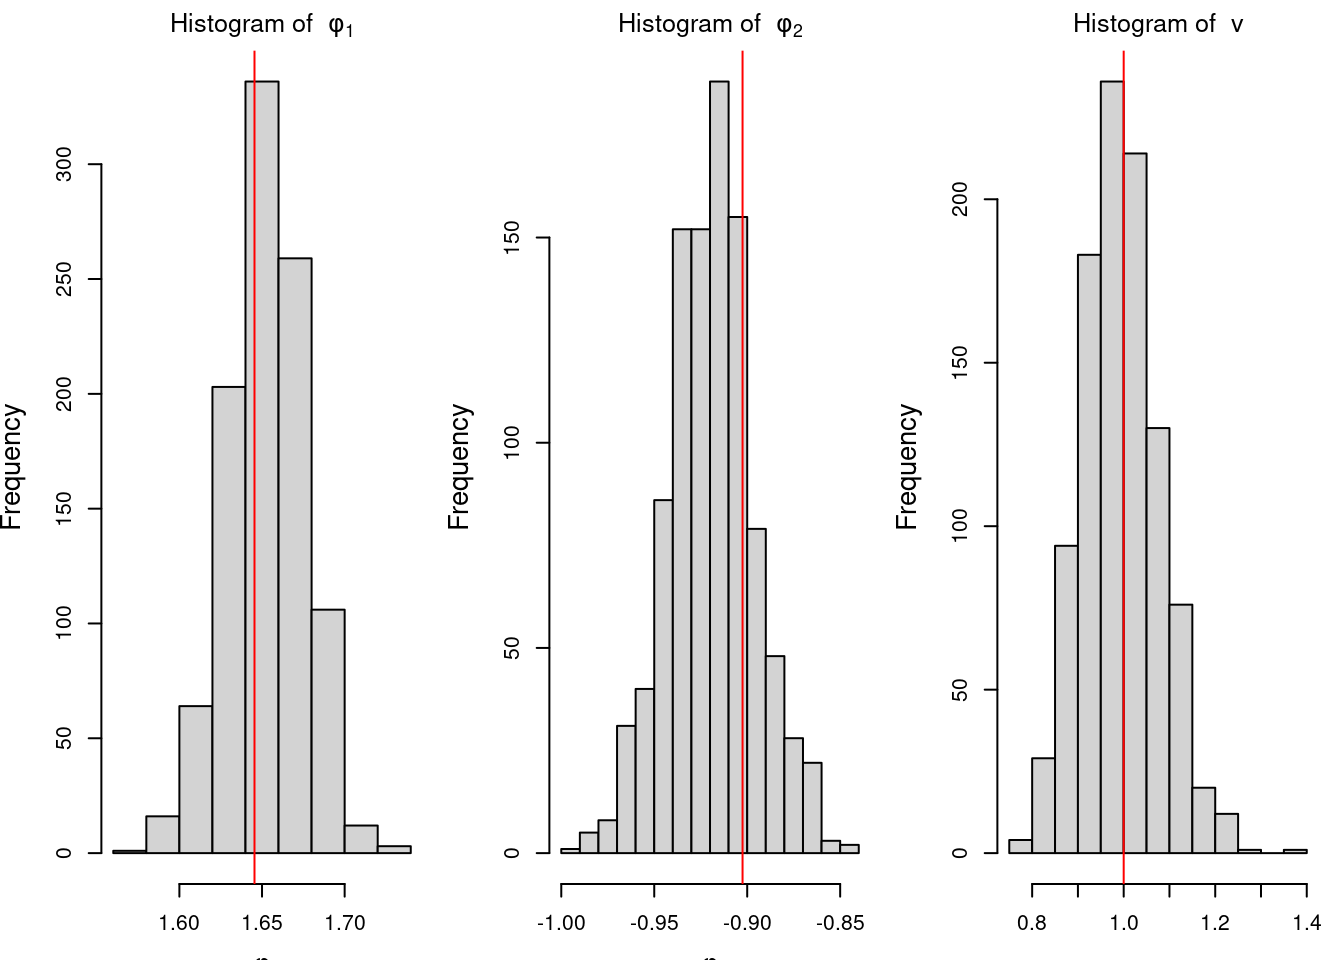 Histogram of φ₁
Frequency
0 50 100 150 200 250 300
1.60 1.65 1.70
Histogram of φ₂
Frequency
0 50 100 150
-1.00 -0.95 -0.90 -0.85
Histogram of ν
Frequency
0 50 100 150 200
0.8 1.0 1.2 1.4